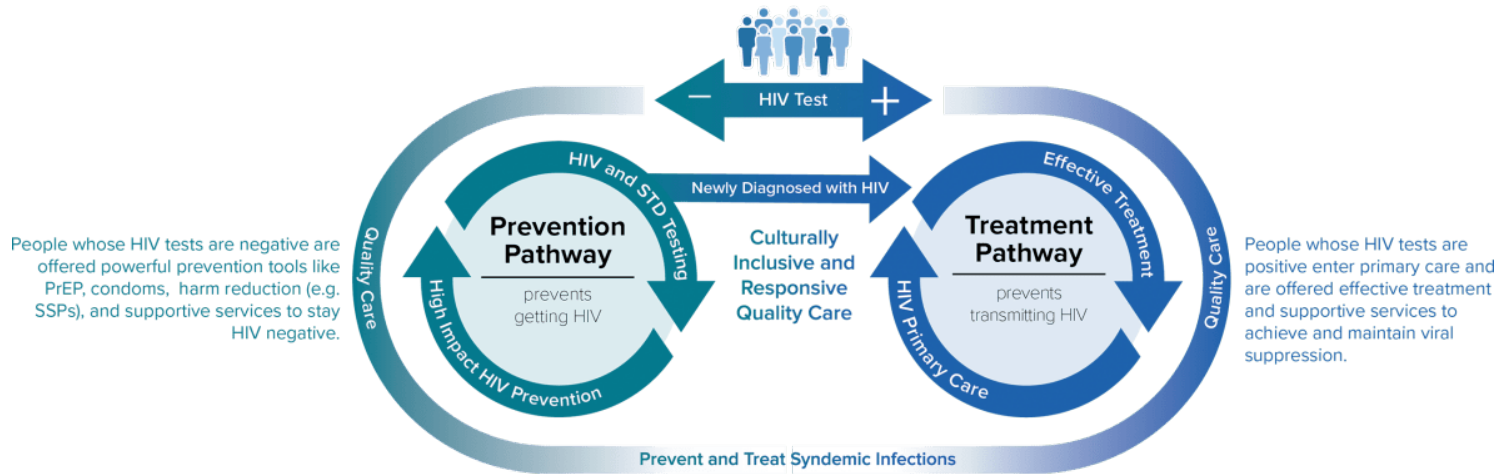 − HIV Test +
HIV and STD Testing
Newly Diagnosed with HIV
Effective Treatment
Quality Care
People whose HIV tests are negative are
offered powerful prevention tools like
PrEP, condoms, harm reduction (e.g.
SSPs), and supportive services to stay
HIV negative.
Prevention
Pathway
prevents
getting HIV
High Impact HIV Prevention
Culturally
Inclusive and
Responsive
Quality Care
Treatment
Pathway
prevents
transmitting HIV
HIV Primary Care
Quality Care
People whose HIV tests are
positive enter primary care and
are offered effective treatment
and supportive services to
achieve and maintain viral
suppression.
Prevent and Treat Syndemic Infections